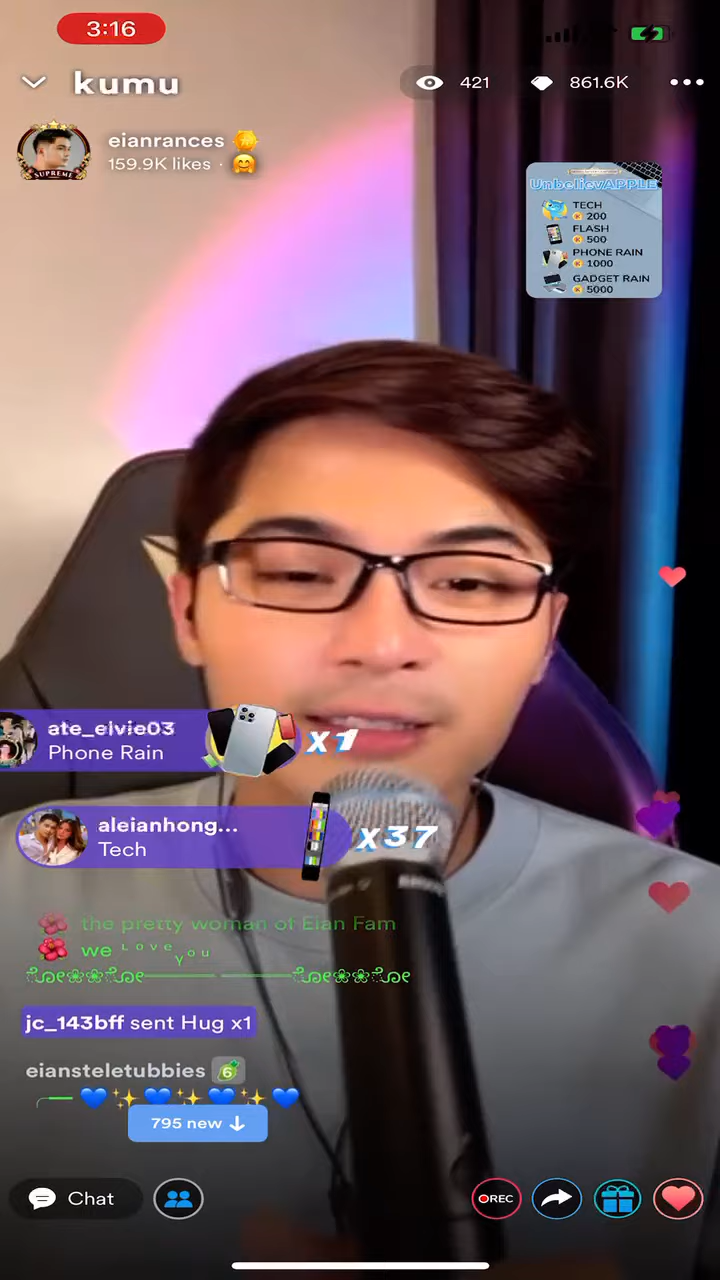 3:16
kumu
421
861.6K
eianrances
159.9K likes ·
SUPREME
UnbelievAPPLE
TECH
200
FLASH
500
PHONE RAIN
1000
GADGET RAIN
5000
ate_elvie03
Phone Rain
x1
aleianhong...
Tech
x37
the pretty woman of Eian Fam
we ᴸᵒᵛᵉᵧₒᵤ
jc_143bff sent Hug x1
eiansteletubbies 6
795 new
Chat
REC